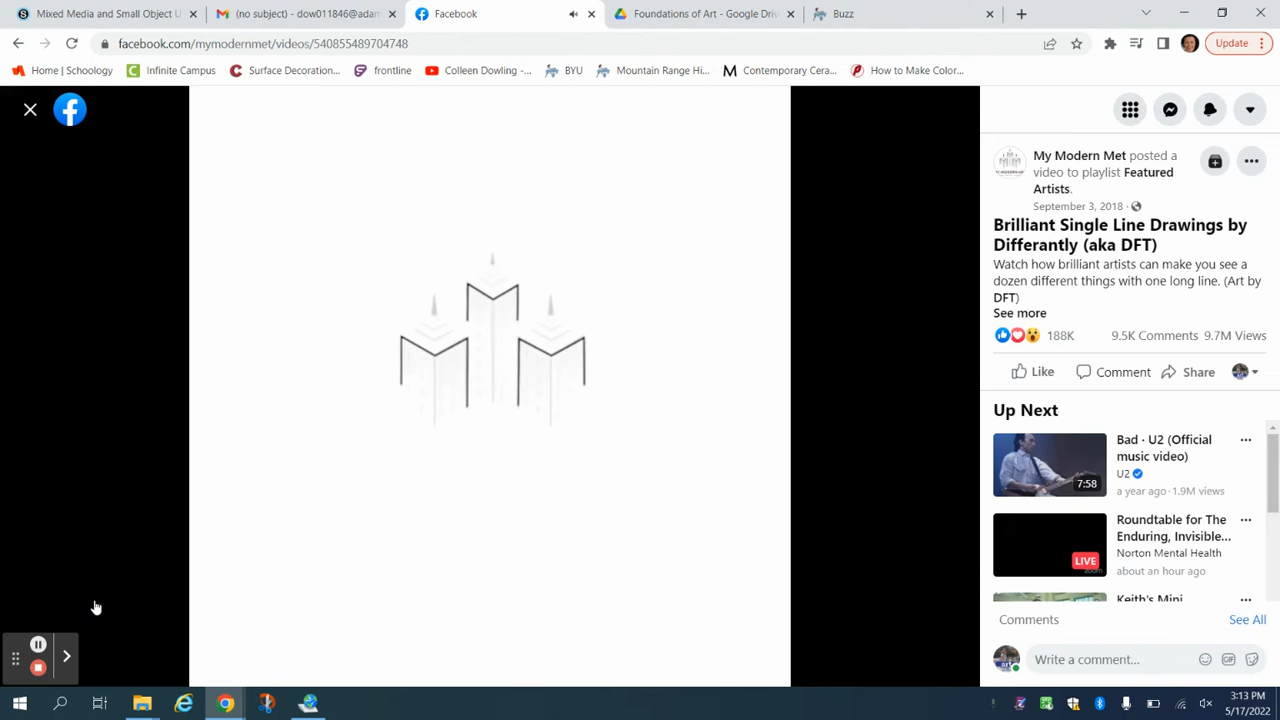 Mixed Media and Small Object U
(no subject) - dow011846@adam
Facebook
Foundations of Art - Google Driv
Buzz
facebook.com/mymodernmet/videos/540855489704748
Update
Home | Schoology
Infinite Campus
Surface Decoration...
frontline
Colleen Dowling -...
BYU
Mountain Range Hi...
Contemporary Cera...
How to Make Color...
My Modern Met posted a
video to playlist Featured
Artists.
September 3, 2018 ·
Brilliant Single Line Drawings by
Differantly (aka DFT)
Watch how brilliant artists can make you see a
dozen different things with one long line. (Art by
DFT)
See more
188K
9.5K Comments 9.7M Views
Like
Comment
Share
Up Next
7:58
Bad · U2 (Official
music video)
U2
a year ago · 1.9M views
LIVE
zoom
Roundtable for The
Enduring, Invisible...
Norton Mental Health
about an hour ago
Keith's Mini
Comments
See All
Write a comment...
GIF
3:13 PM
5/17/2022